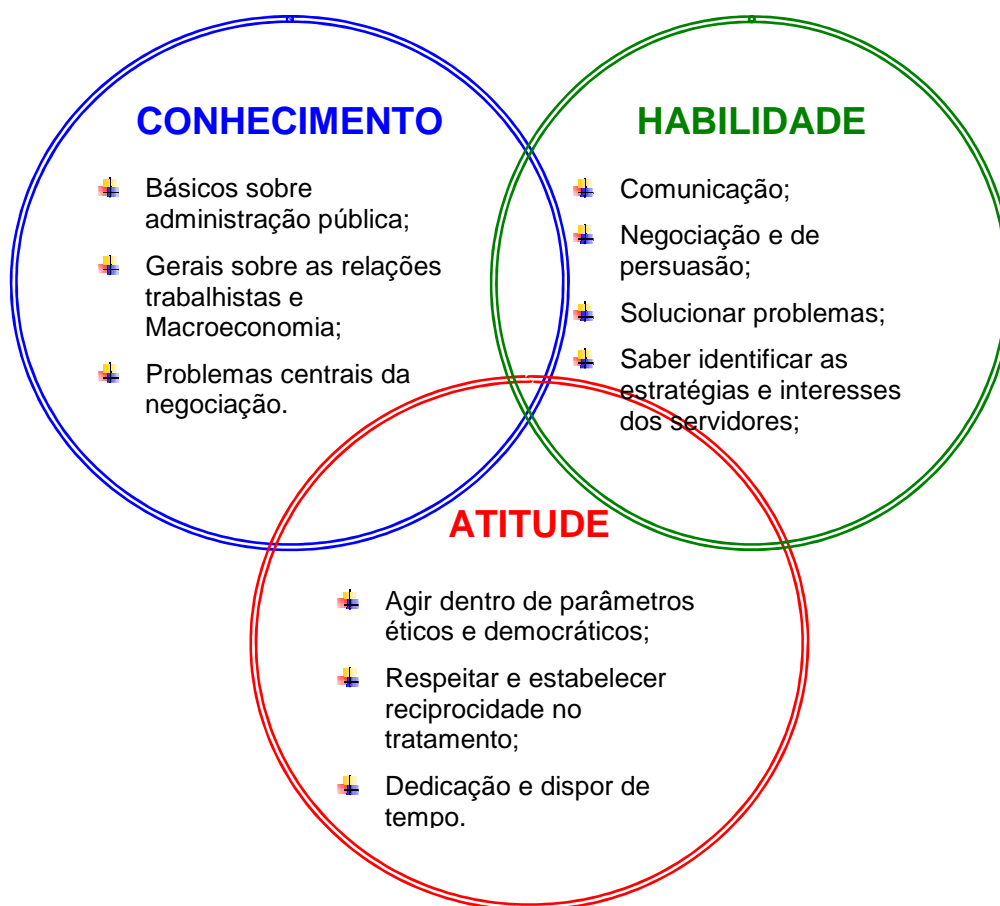 CONHECIMENTO
Básicos sobre
administração pública;
Gerais sobre as relações
trabalhistas e
Macroeconomia;
Problemas centrais da
negociação.
HABILIDADE
Comunicação;
Negociação e de
persuasão;
Solucionar problemas;
Saber identificar as
estratégias e interesses
dos servidores;
ATITUDE
Agir dentro de parâmetros
éticos e democráticos;
Respeitar e estabelecer
reciprocidade no
tratamento;
Dedicação e dispor de
tempo.